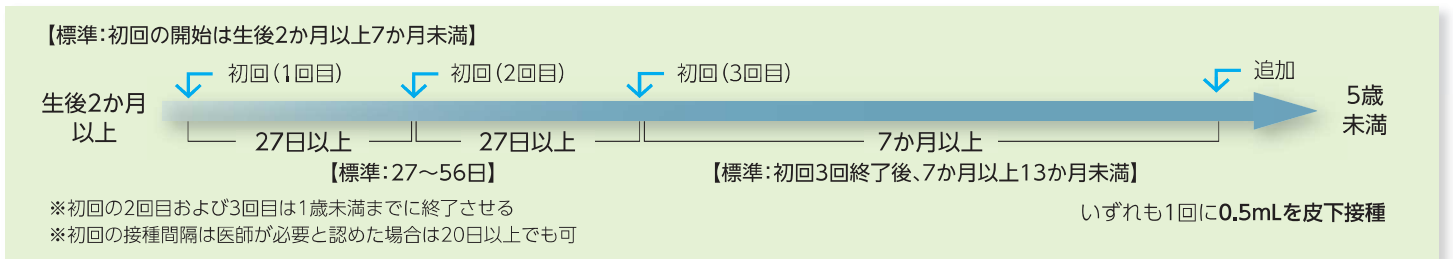 【標準：初回の開始は生後2か月以上7か月未満】
初回（1回目） 初回（2回目） 初回（3回目） 追加
生後2か月
以上
5歳
未満
27日以上 27日以上 7か月以上
【標準：27〜56日】 【標準：初回3回終了後、7か月以上13か月未満】
※初回の2回目および3回目は1歳未満までに終了させる
※初回の接種間隔は医師が必要と認めた場合は20日以上でも可
いずれも1回に0.5mLを皮下接種